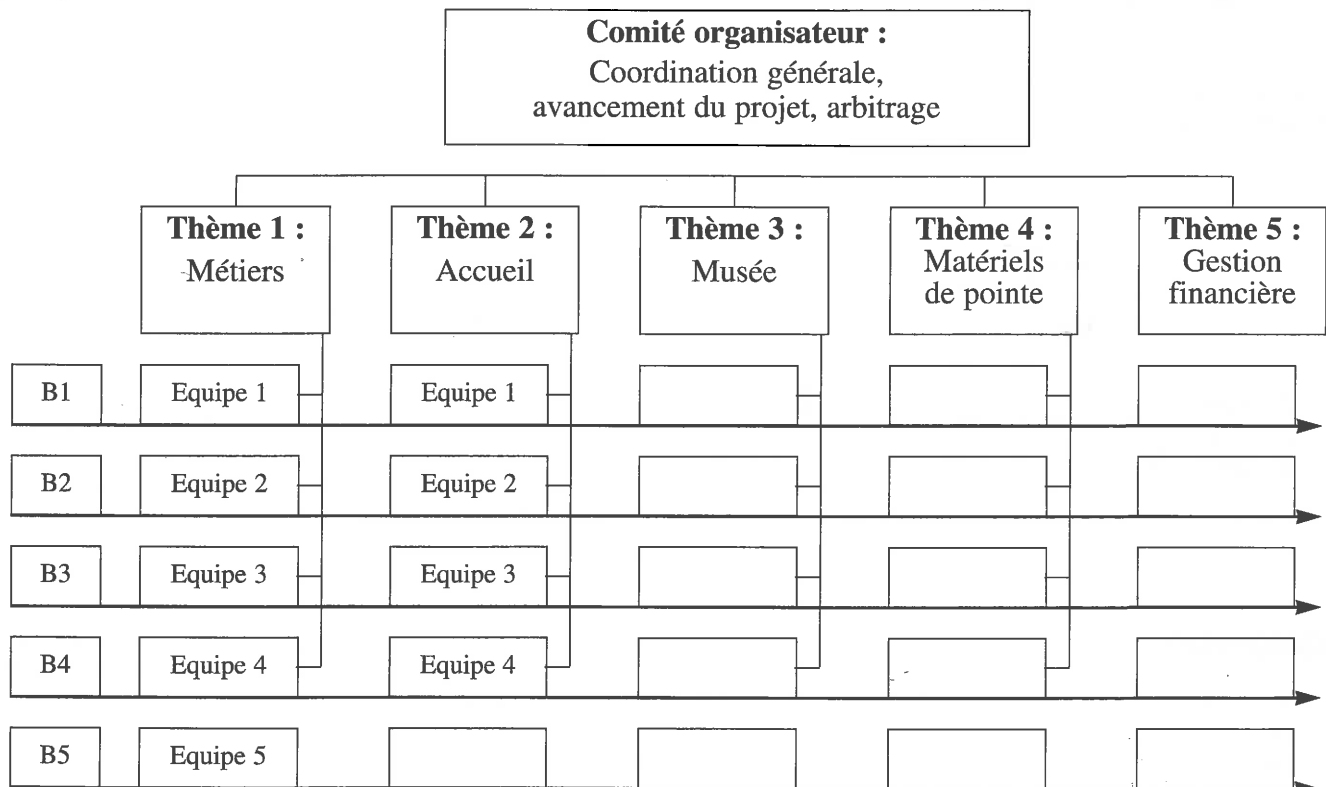 Comité organisateur :
Coordination générale,
avancement du projet, arbitrage
Thème 1 :
Métiers
Thème 2 :
Accueil
Thème 3 :
Musée
Thème 4 :
Matériels
de pointe
Thème 5 :
Gestion
financière
B1
Equipe 1
Equipe 1
B2
Equipe 2
Equipe 2
B3
Equipe 3
Equipe 3
B4
Equipe 4
Equipe 4
B5
Equipe 5